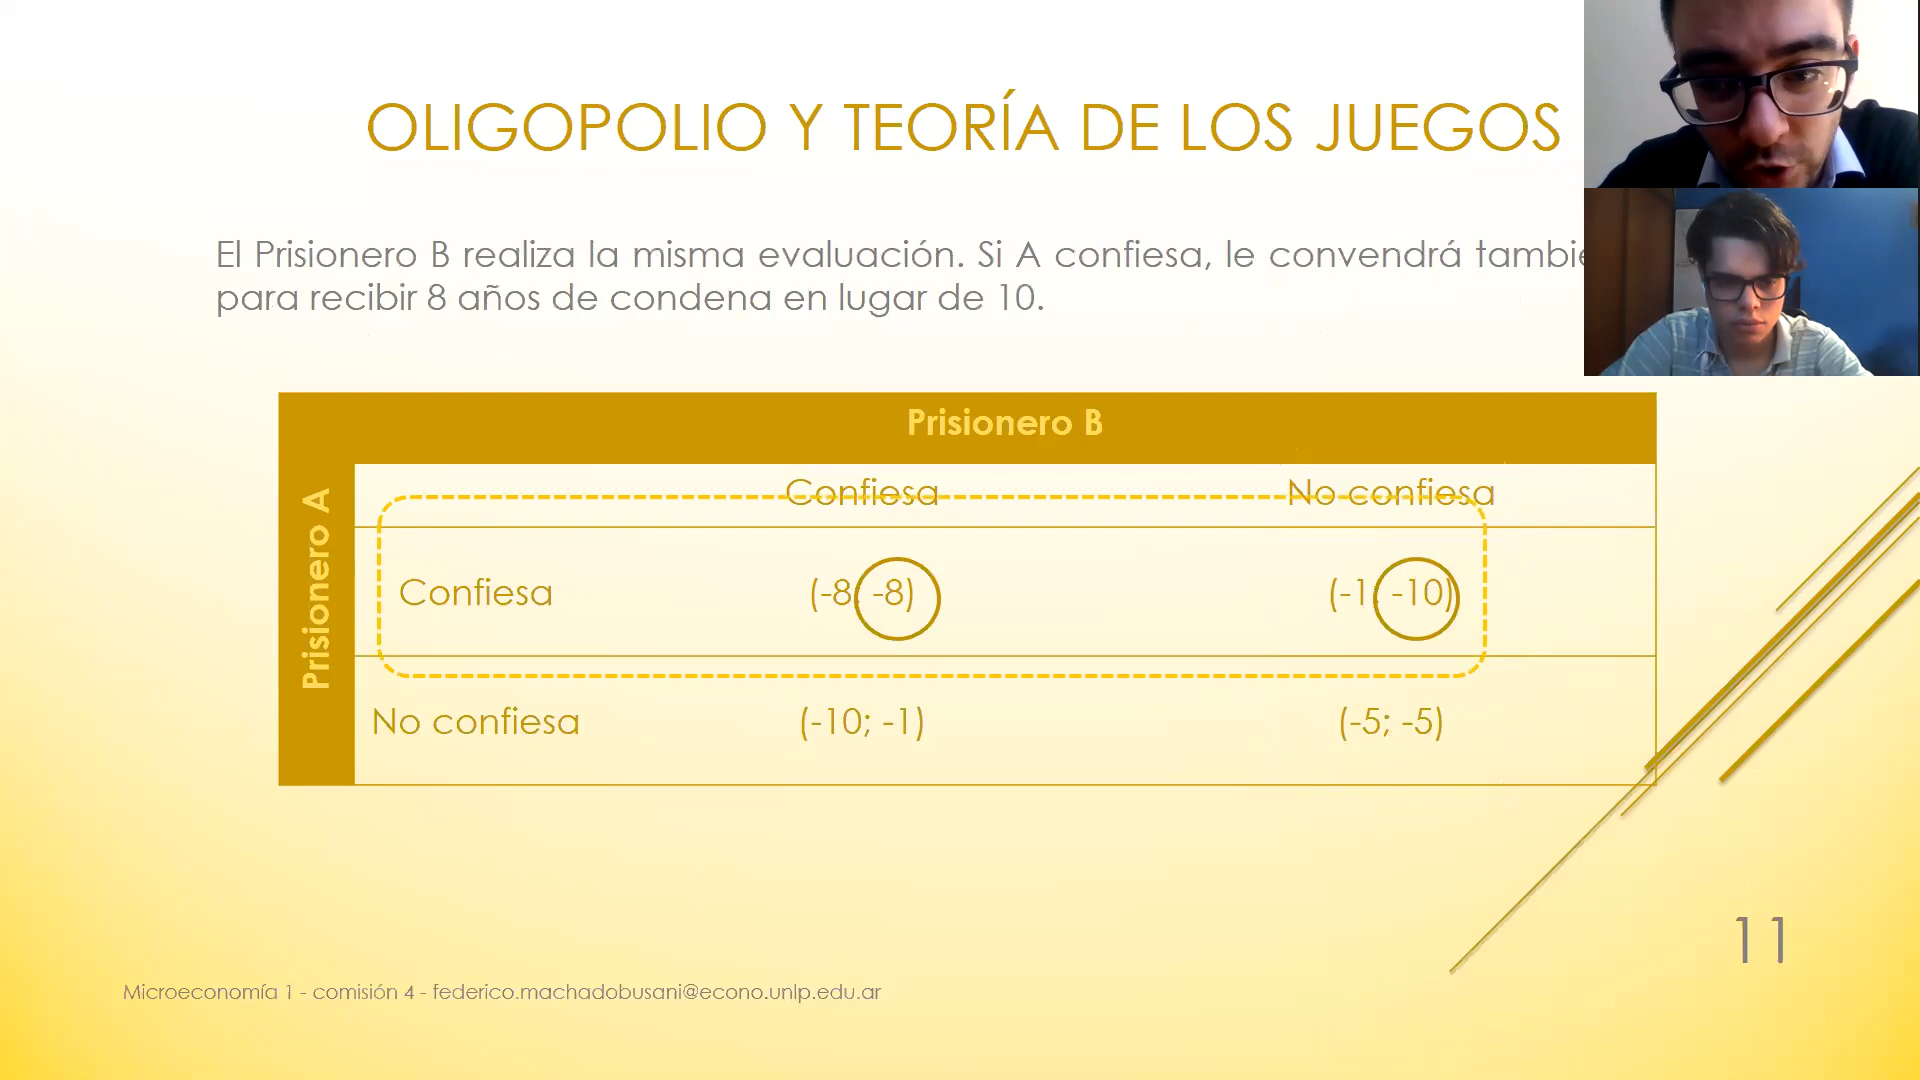 OLIGOPOLIO Y TEORÍA DE LOS JUEGOS
El Prisionero B realiza la misma evaluación. Si A confiesa, le convendrá
para recibir 8 años de condena en lugar de 10.
Prisionero B
Prisionero A
Confiesa No confiesa
Confiesa (-8; -8) (-1; -10)
No confiesa (-10; -1) (-5; -5)
11
Microeconomía 1 - comisión 4 - federico.machadobusani@econo.unlp.edu.ar